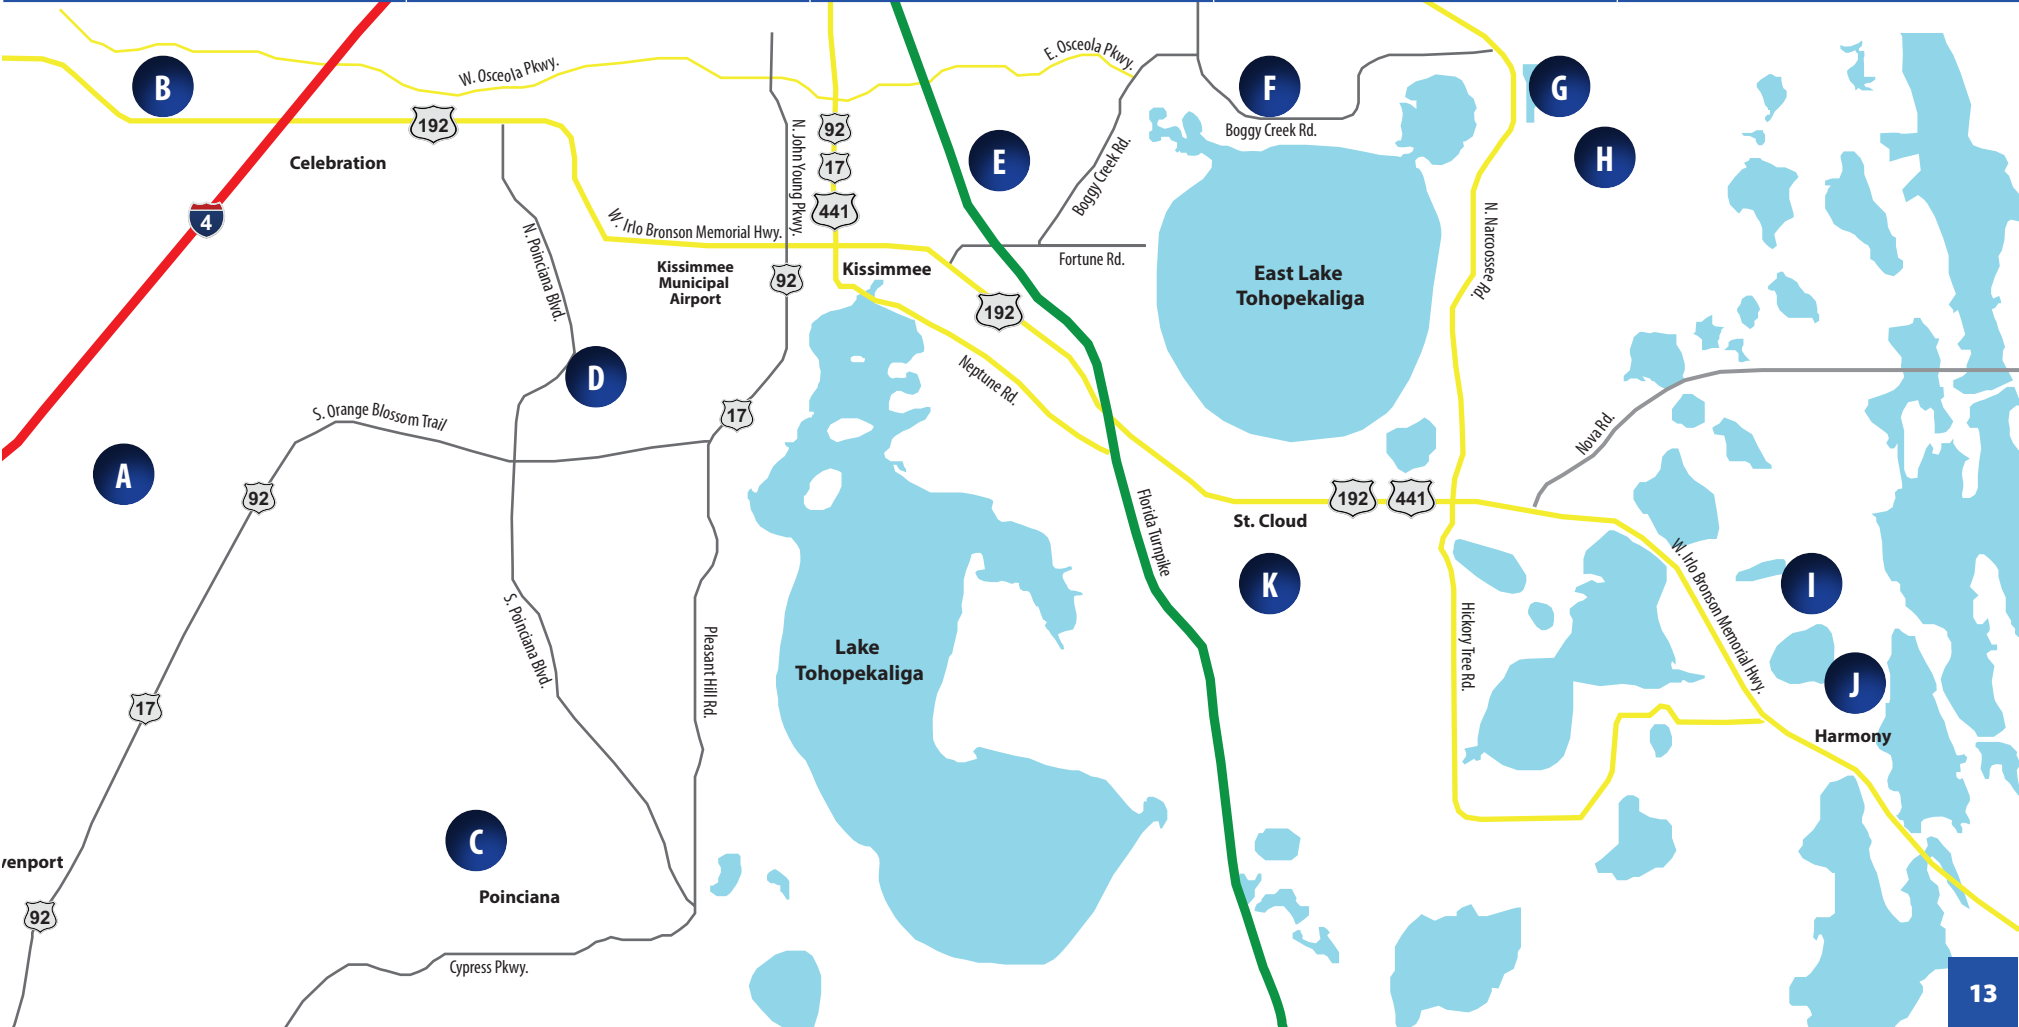 W. Osceola Pkwy.
E. Osceola Pkwy.
B
F
G
192
92
Boggy Creek Rd.
Celebration
N. John Young Pkwy.
17
E
Boggy Creek Rd.
H
4
441
N. Poinciana Blvd.
W. Irlo Bronson Memorial Hwy.
N. Narcoossee Rd.
Kissimmee
Municipal
Airport
92
Kissimmee
Fortune Rd.
East Lake
Tohopekaliga
192
D
Neptune Rd.
S. Orange Blossom Trail
17
Nova Rd.
A
92
Florida Turnpike
192
441
St. Cloud
K
W. Irlo Bronson Memorial Hwy.
I
S. Poinciana Blvd.
Pleasant Hill Rd.
Lake
Tohopekaliga
Hickory Tree Rd.
J
17
Harmony
C
venport
Poinciana
92
Cypress Pkwy.
13